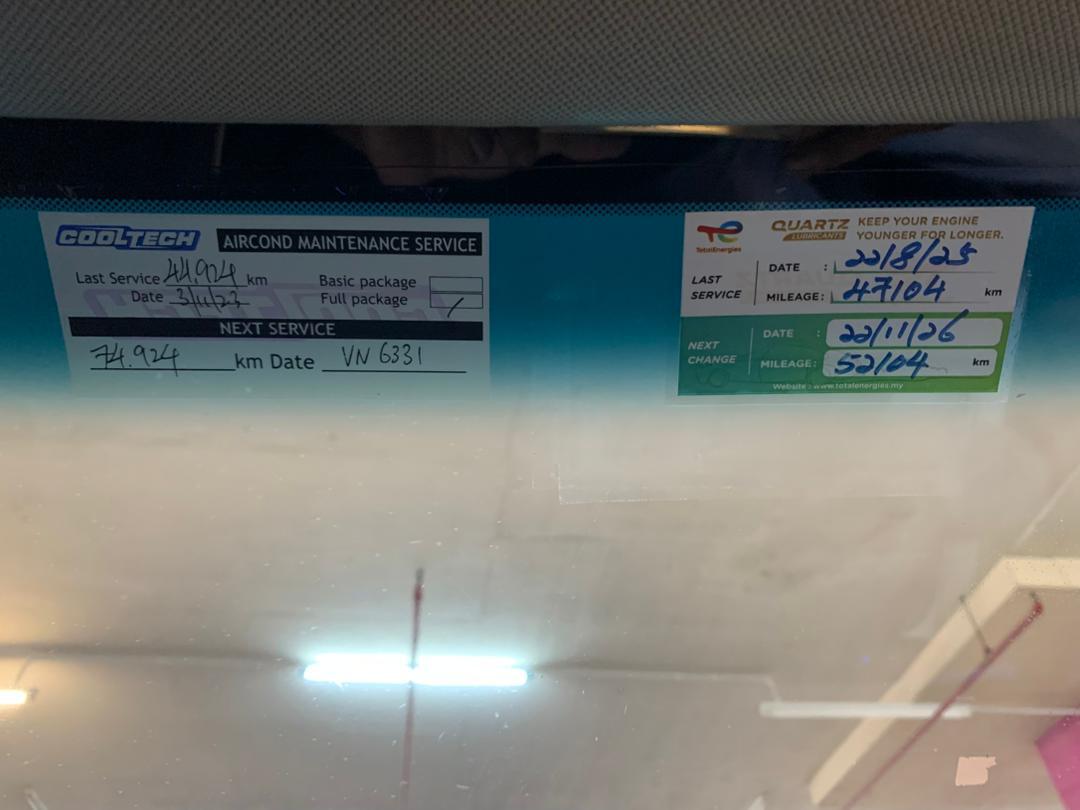 COOLTECH AIRCOND MAINTENANCE SERVICE
Last Service 44.924 km Basic package
Date 3/11/23 Full package /
NEXT SERVICE
74.924 km Date VN 6331
TotalEnergies
QUARTZ LUBRICANTS
KEEP YOUR ENGINE
YOUNGER FOR LONGER.
LAST SERVICE
DATE : 22/8/25
MILEAGE: 47104 km
NEXT CHANGE
DATE : 22/11/26
MILEAGE: 52104 km
Website : www.totalenergies.my